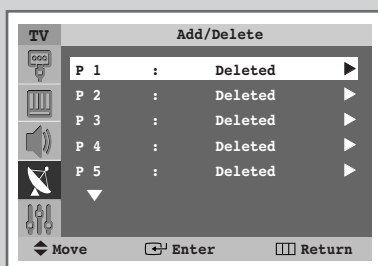 TV Add/Delete
P 1 : Deleted
P 2 : Deleted
P 3 : Deleted
P 4 : Deleted
P 5 : Deleted
Move Enter Return